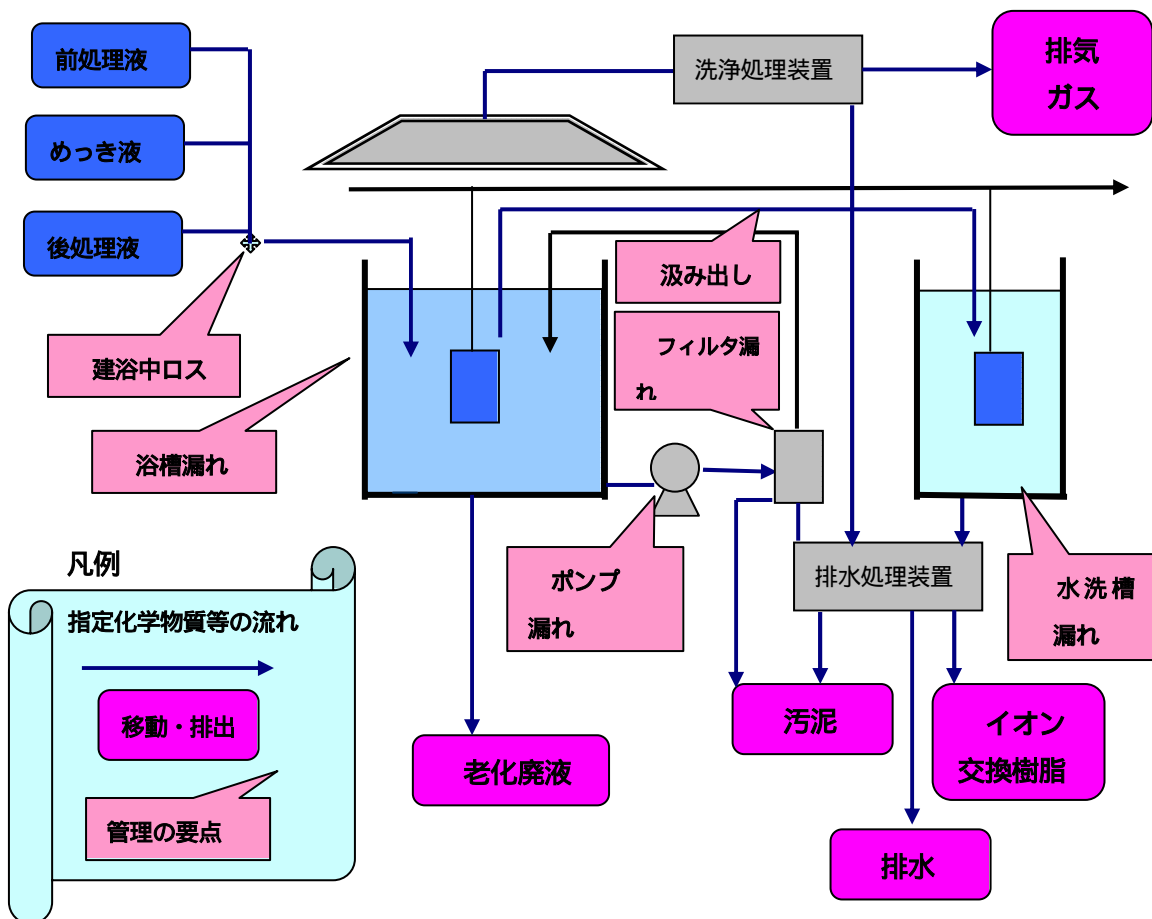 前処理液
めっき液
後処理液
洗浄処理装置
排気
ガス
汲み出し
フィルタ漏
れ
建浴中ロス
浴槽漏れ
ポンプ
漏れ
排水処理装置
水洗槽
漏れ
凡例
指定化学物質等の流れ
移動・排出
管理の要点
老化廃液
汚泥
イオン
交換樹脂
排水